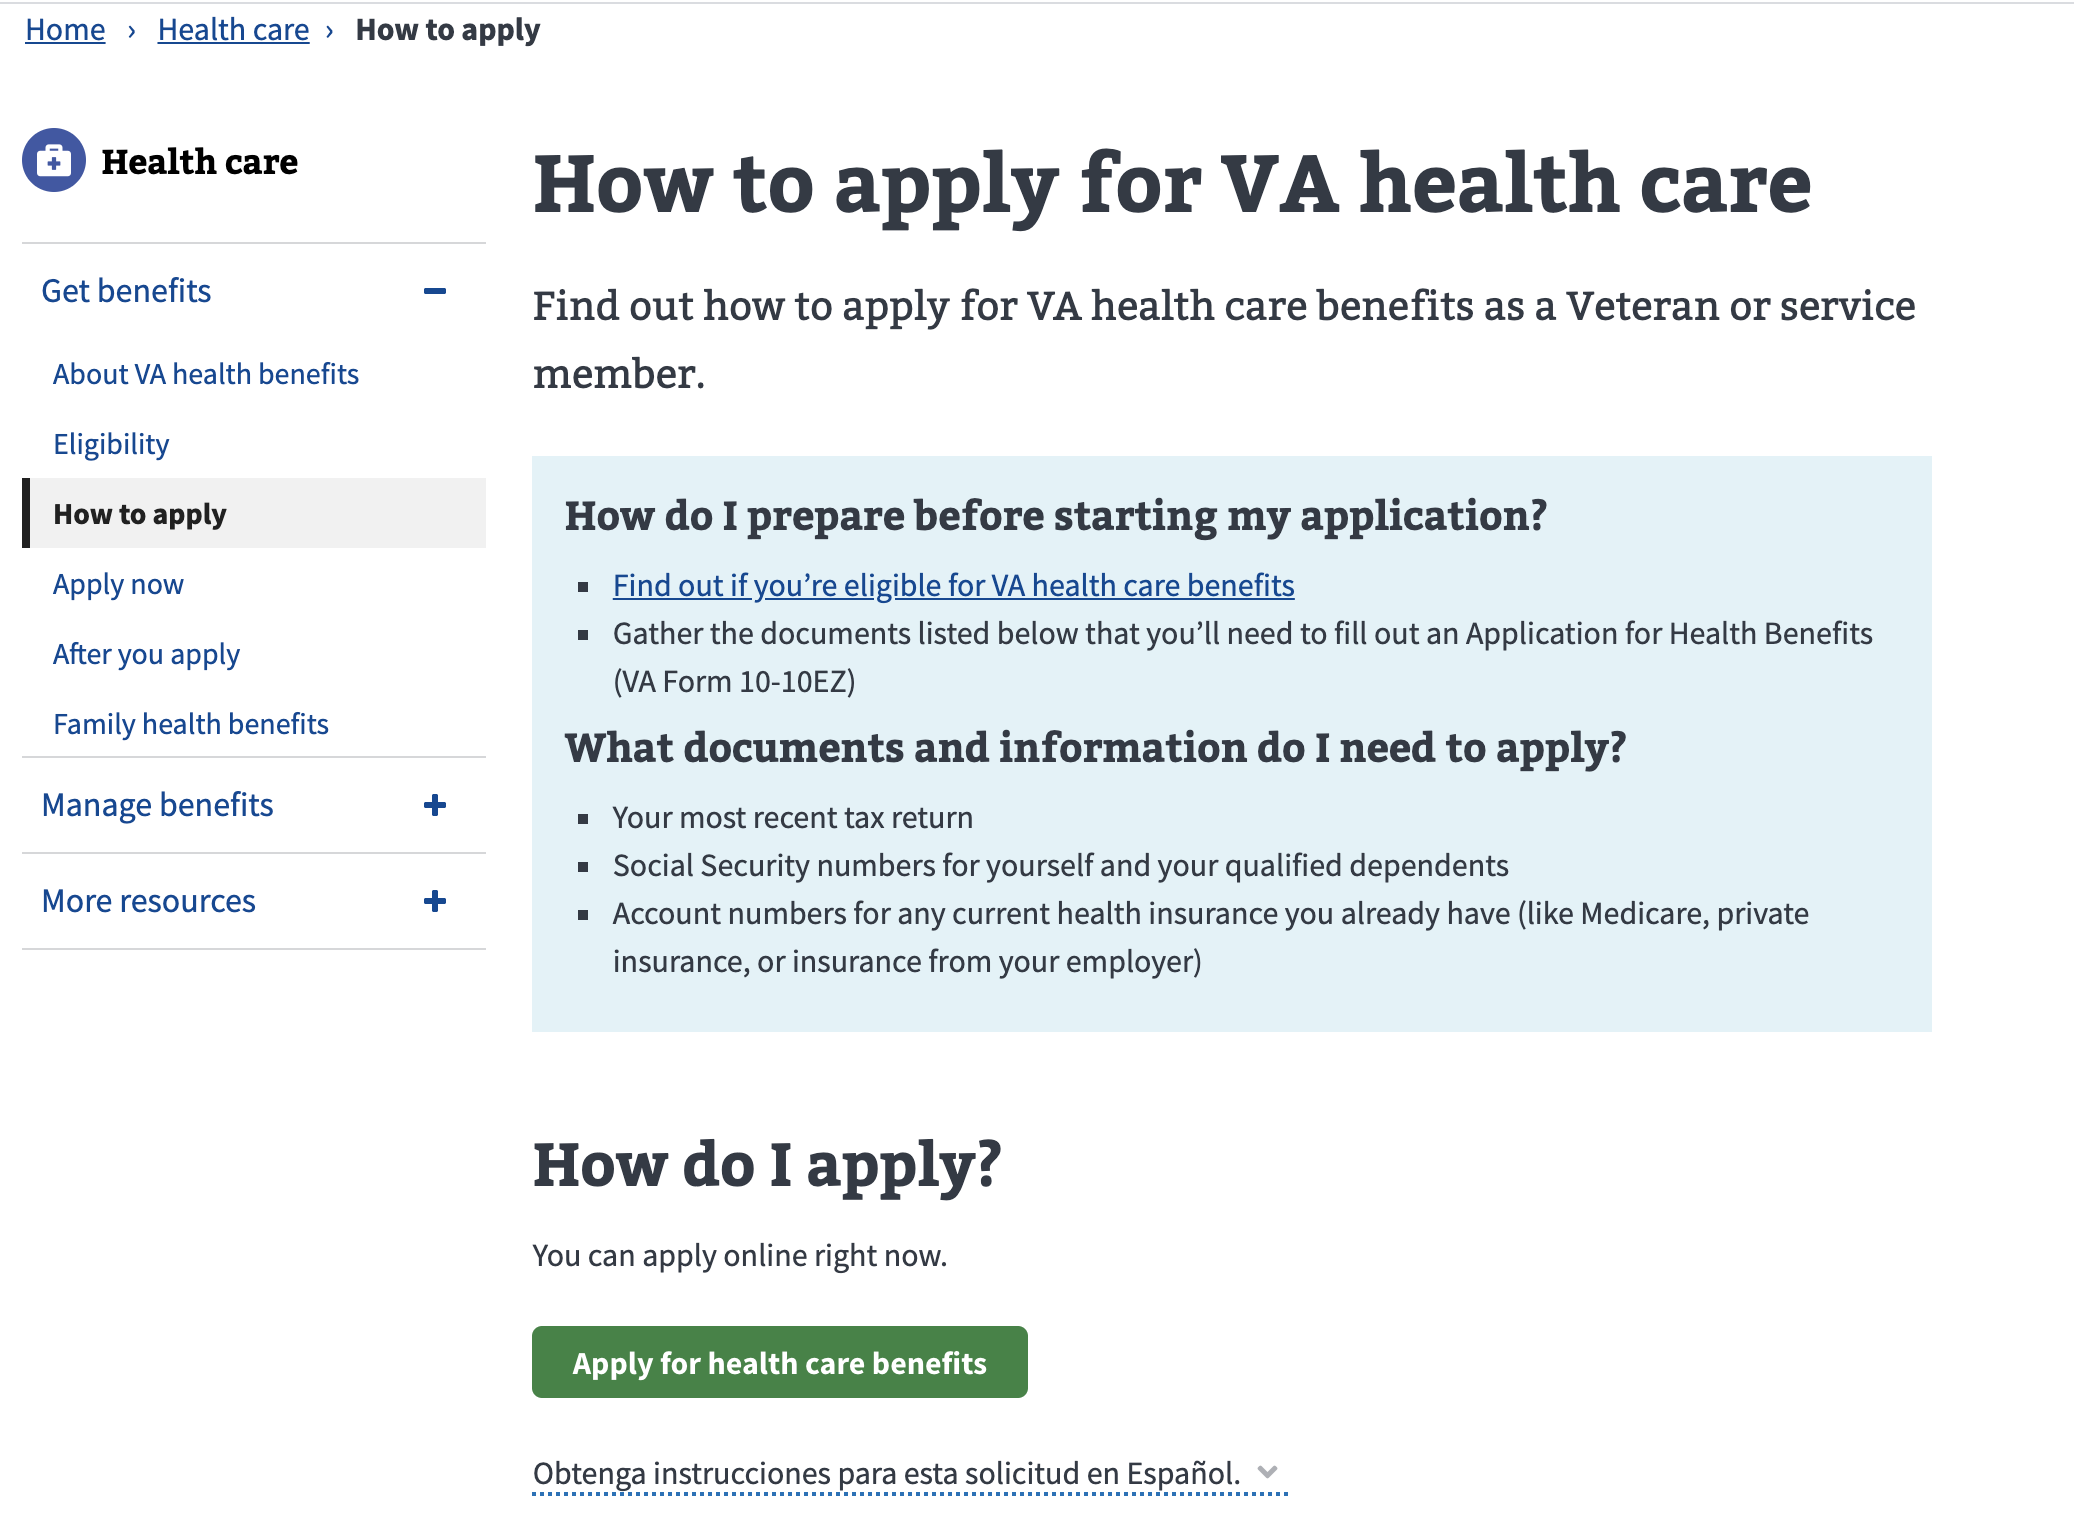 Home › Health care › How to apply
Health care
Get benefits
About VA health benefits
Eligibility
How to apply
Apply now
After you apply
Family health benefits
Manage benefits
More resources
How to apply for VA health care
Find out how to apply for VA health care benefits as a Veteran or service
member.
How do I prepare before starting my application?
Find out if you’re eligible for VA health care benefits
Gather the documents listed below that you’ll need to fill out an Application for Health Benefits
(VA Form 10-10EZ)
What documents and information do I need to apply?
Your most recent tax return
Social Security numbers for yourself and your qualified dependents
Account numbers for any current health insurance you already have (like Medicare, private
insurance, or insurance from your employer)
How do I apply?
You can apply online right now.
Apply for health care benefits
Obtenga instrucciones para esta solicitud en Español.